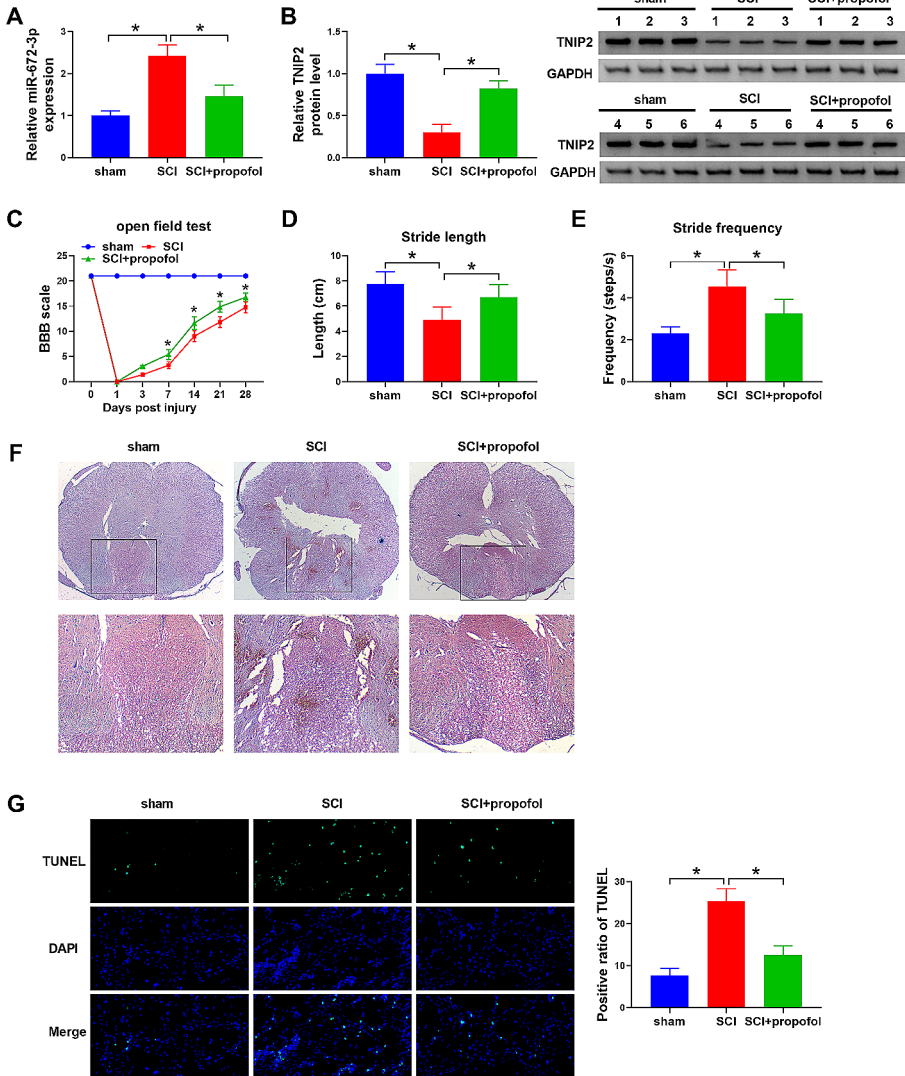 A
Relative miR-672-3p
expression
3
2
1
0
* *
sham SCI SCI+propofol
B
Relative TNIP2
protein level
1.5
1.0
0.5
0.0
* *
sham SCI SCI+propofol
sham SCI SCI+propofol
1 2 3 1 2 3 1 2 3
TNIP2
GAPDH
sham SCI SCI+propofol
4 5 6 4 5 6 4 5 6
TNIP2
GAPDH
C
open field test
sham SCI
SCI+propofol
BBB scale
25
20
15
10
5
0
* * * *
0 1 3 7 14 21 28
Days post injury
D
Stride length
Length (cm)
10
8
6
4
2
0
* *
sham SCI SCI+propofol
E
Stride frequency
Frequency (steps/s)
8
6
4
2
0
* *
sham SCI SCI+propofol
F
sham SCI SCI+propofol
G
sham SCI SCI+propofol
TUNEL
DAPI
Merge
Positive ratio of TUNEL
30
20
10
0
* *
sham SCI SCI+propofol